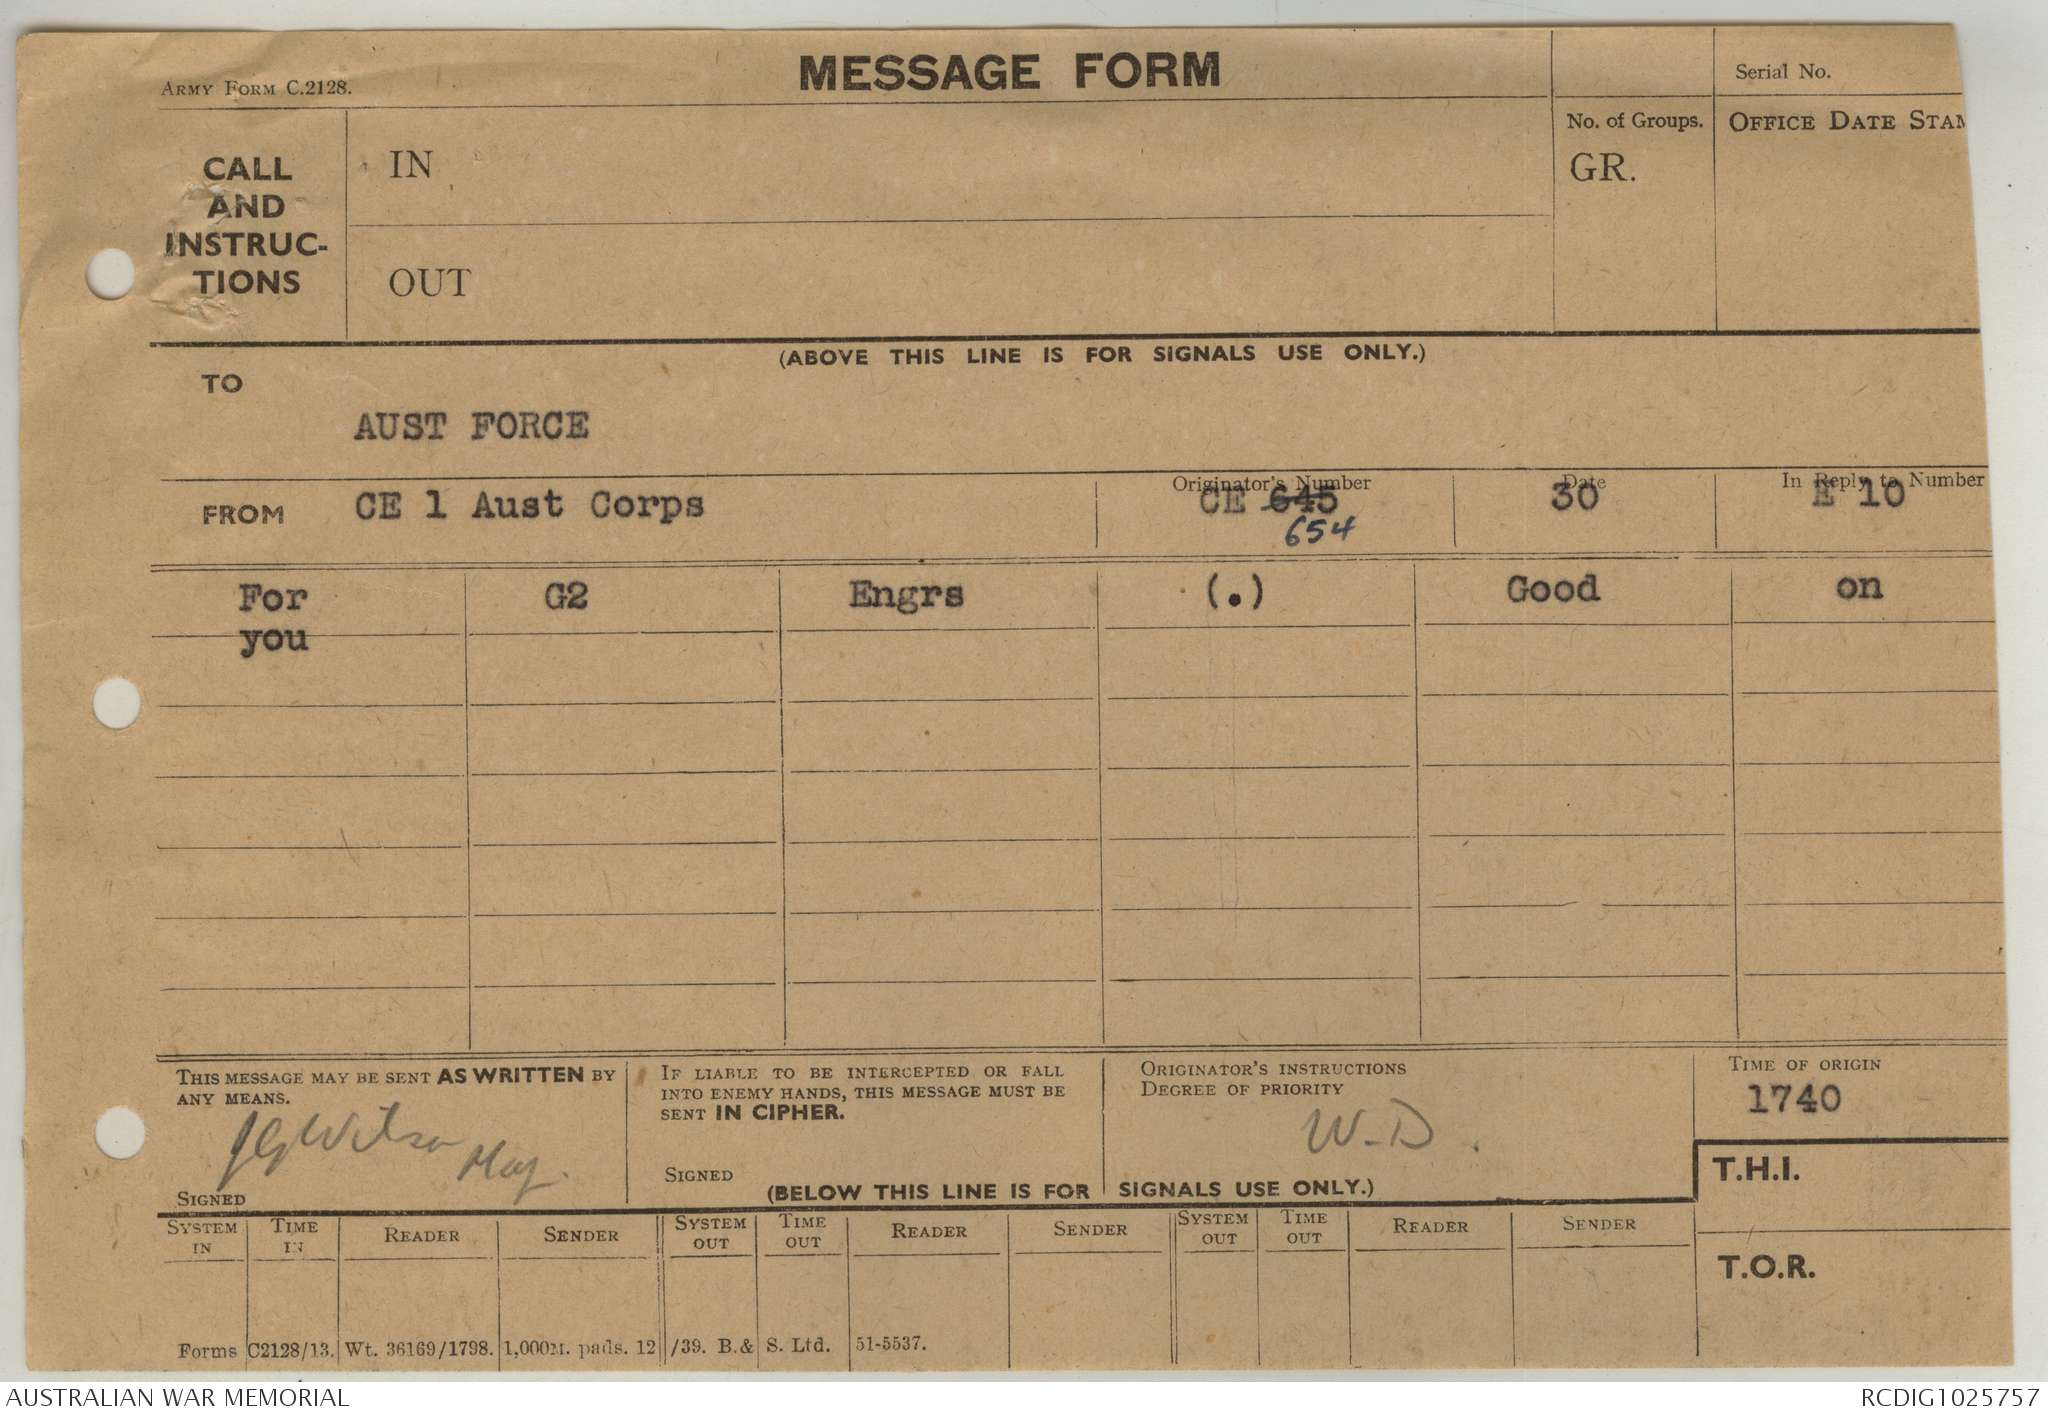 ARMY FORM C.2128.
MESSAGE FORM
Serial No.
CALL AND INSTRUC-TIONS
IN
OUT
No. of Groups.
GR.
OFFICE DATE STAM
(ABOVE THIS LINE IS FOR SIGNALS USE ONLY.)
TO
AUST FORCE
FROM
CE 1 Aust Corps
Originator's Number
CE 645
654
Date
30
In Reply to Number
E 10
For G2 Engrs (.) Good on
you
THIS MESSAGE MAY BE SENT AS WRITTEN BY
ANY MEANS.
JG Wilson Maj.
SIGNED
IF LIABLE TO BE INTERCEPTED OR FALL
INTO ENEMY HANDS, THIS MESSAGE MUST BE
SENT IN CIPHER.
SIGNED
ORIGINATOR'S INSTRUCTIONS
DEGREE OF PRIORITY
W-D.
TIME OF ORIGIN
1740
(BELOW THIS LINE IS FOR SIGNALS USE ONLY.)
T.H.I.
T.O.R.
SYSTEM IN TIME IN READER SENDER SYSTEM OUT TIME OUT READER SENDER SYSTEM OUT TIME OUT READER SENDER
Forms C2128/13. Wt. 36169/1798. 1,000M. pads. 12/39. B.& S. Ltd. 51-5537.
AUSTRALIAN WAR MEMORIAL
RCDIG1025757